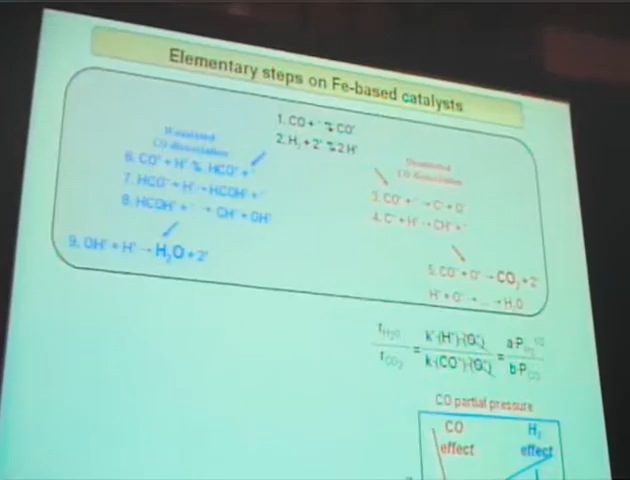 Elementary steps on Fe-based catalysts
1. CO + * ⇆ CO*
2. H₂ + 2* ⇆ 2 H*
H-assisted
CO dissociation
6. CO* + H* ⇆ HCO* + *
7. HCO* + H* → HCOH* + *
8. HCOH* + * → CH* + OH*
9. OH* + H* → H₂O + 2*
Unassisted
CO dissociation
3. CO* + * → C* + O*
4. C* + H* → CH* + *
5. CO* + O* → CO₂ + 2*
H* + O* → ... → H₂O
CO partial pressure
CO
effect
H₂
effect